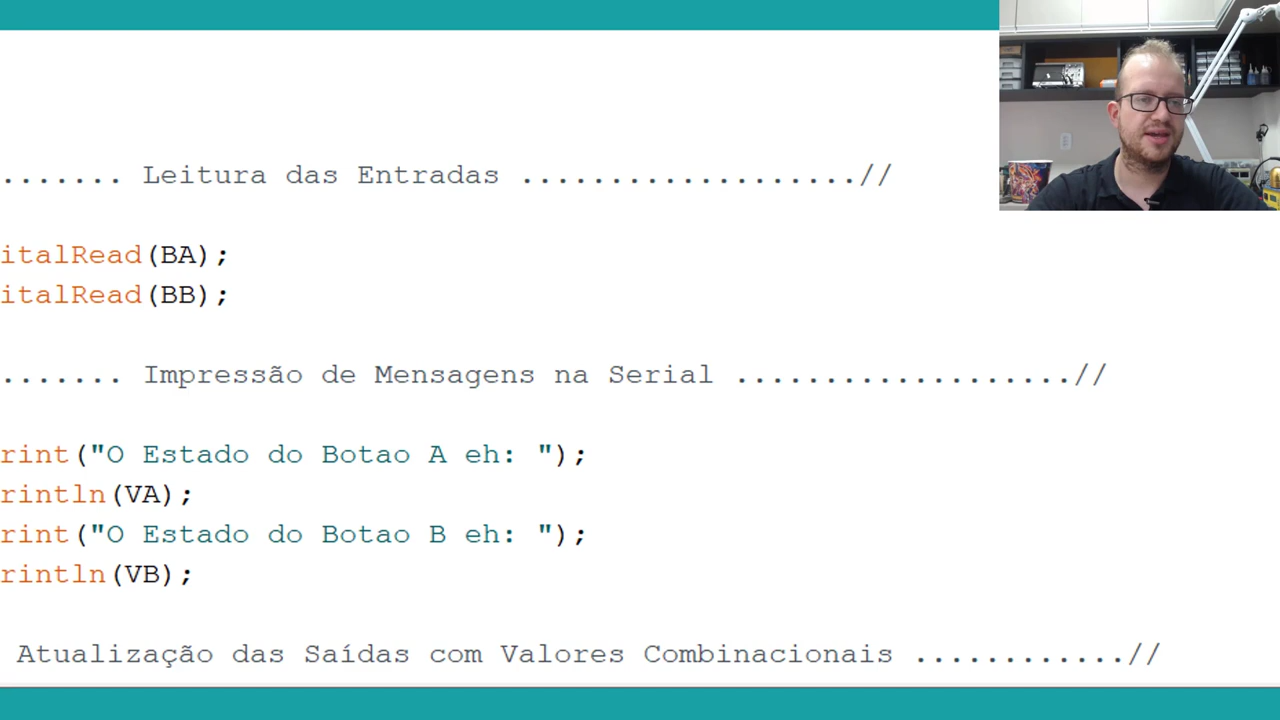 ....... Leitura das Entradas ...................//
italRead(BA);
italRead(BB);
....... Impressão de Mensagens na Serial ...................//
rint("O Estado do Botao A eh: ");
rintln(VA);
rint("O Estado do Botao B eh: ");
rintln(VB);
Atualização das Saídas com Valores Combinacionais ............//